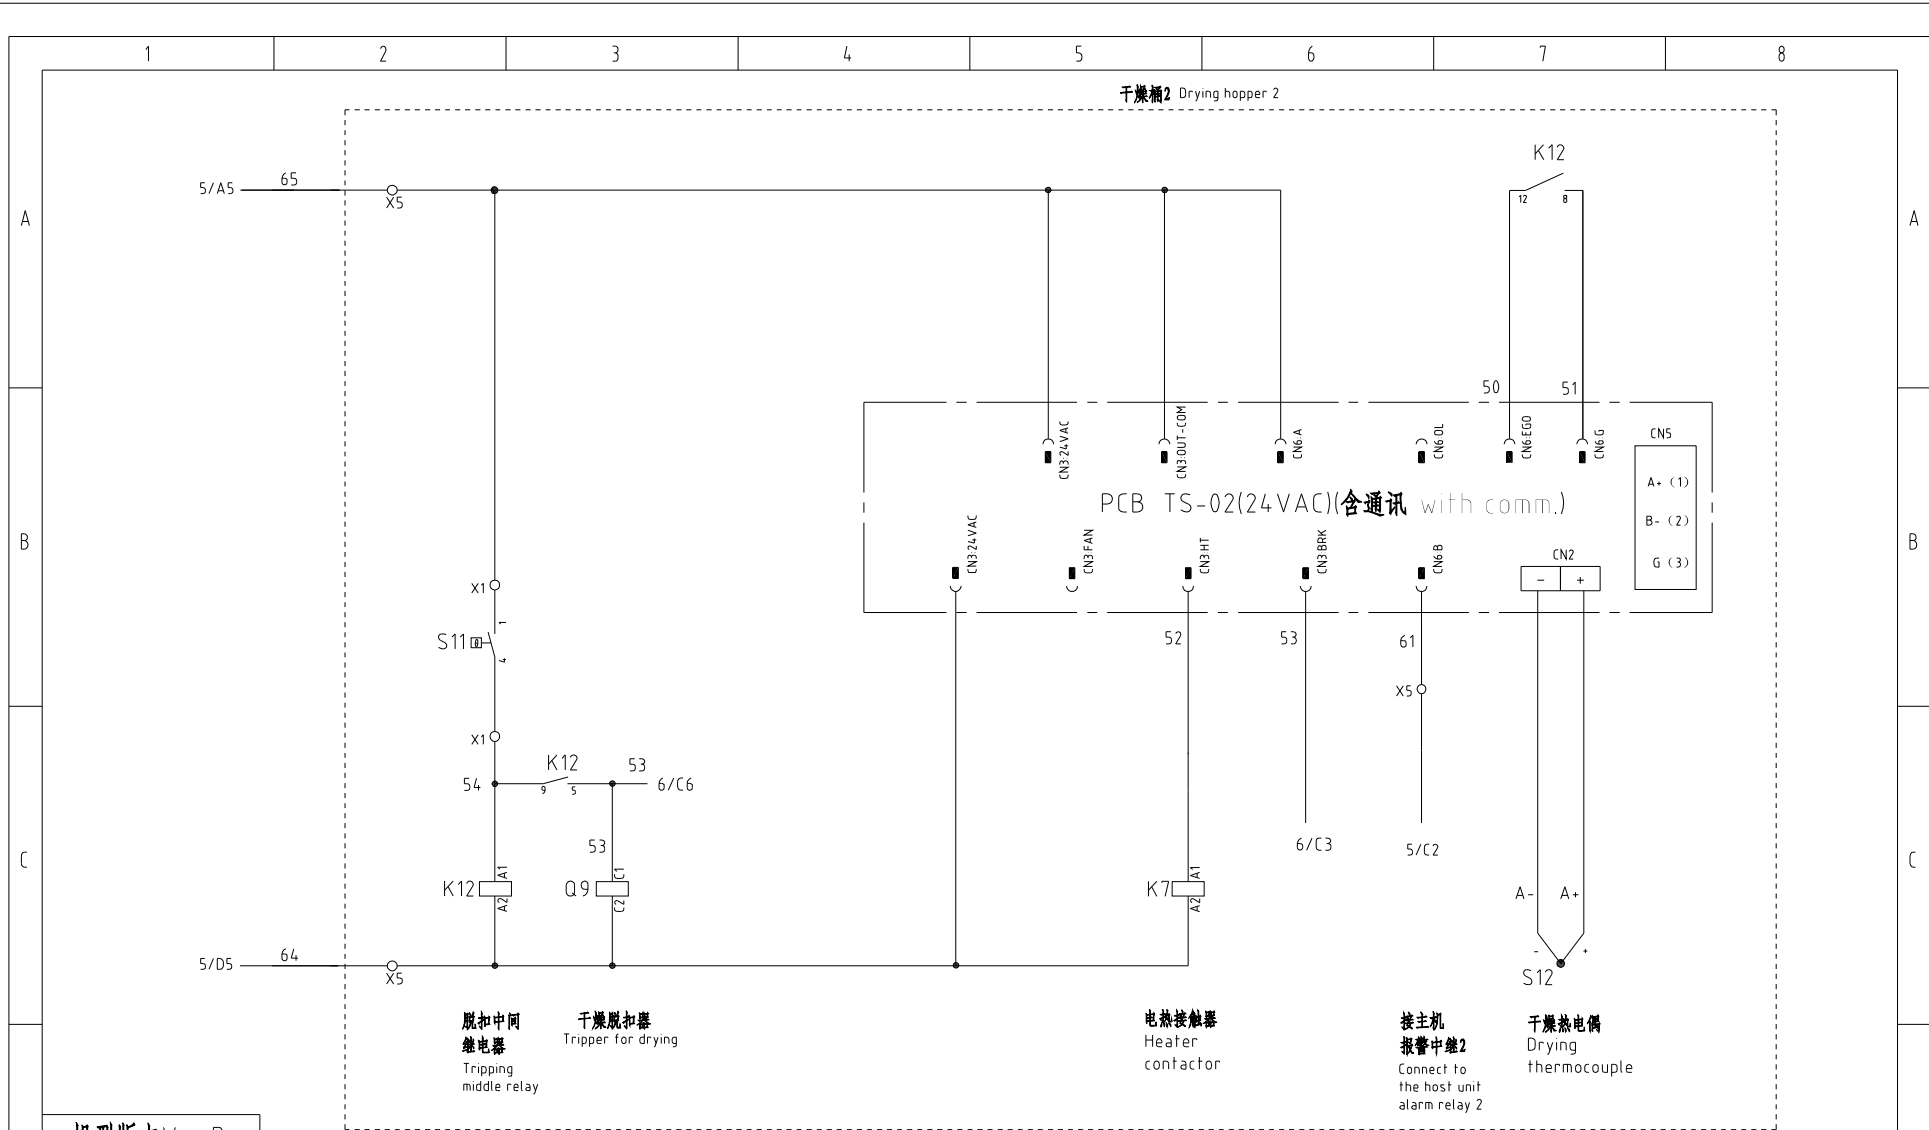 1 2 3 4 5 6 7 8
干燥桶2 Drying hopper 2
K12
5/A5 65
X5
12 8
A A
50 51
CN3:24VAC
CN3:OUT-COM
CN6:A
CN6:OL
CN6:EGO
CN6:G
CN5
A+ (1)
B- (2)
G (3)
PCB TS-02(24VAC)(含通讯 with comm.)
B B
CN3:24VAC
CN3:FAN
CN3:HT
CN3:BRK
CN6:B
CN2
- +
X1
1
S11
4
52 53 61
X5
X1
K12 53
54
9 5
6/C6
53
6/C3 5/C2
C C
K12 A1
A2
Q9 C1
C2
K7 A1
A2
A- A+
- +
S12
5/D5 64
X5
脱扣中间
继电器
Tripping
middle relay
干燥脱扣器
Tripper for drying
电热接触器
Heater
contactor
接主机
报警中继2
Connect to
the host unit
alarm relay 2
干燥热电偶
Drying
thermocouple